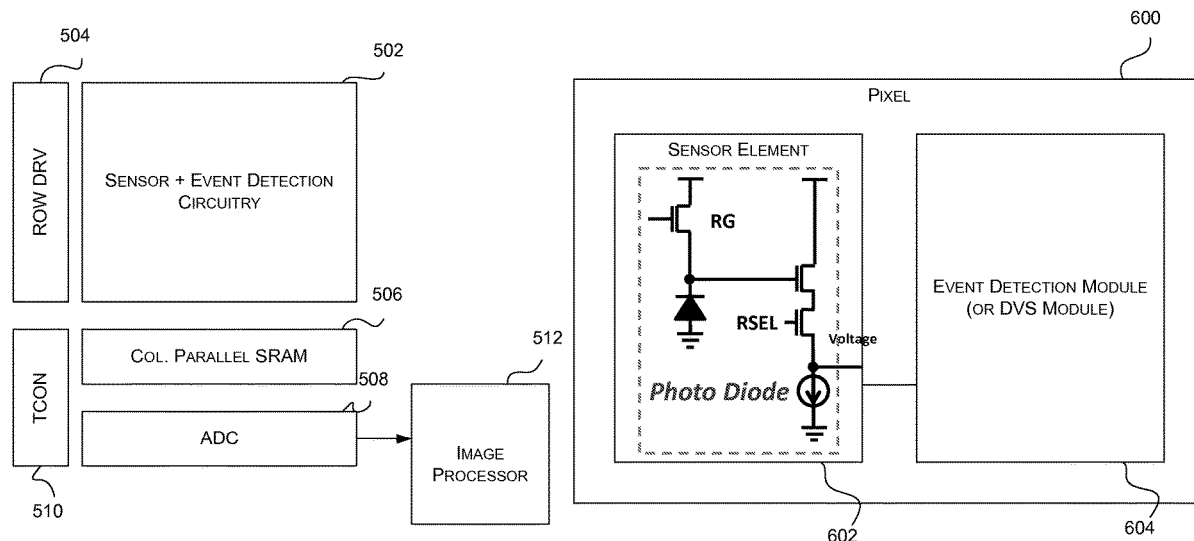 504
502
ROW DRV
SENSOR + EVENT DETECTION
CIRCUITRY
506
COL. PARALLEL SRAM
508
TCON
ADC
510
512
IMAGE
PROCESSOR
600
PIXEL
SENSOR ELEMENT
RG
RSEL
Voltage
Photo Diode
602
EVENT DETECTION MODULE
(OR DVS MODULE)
604